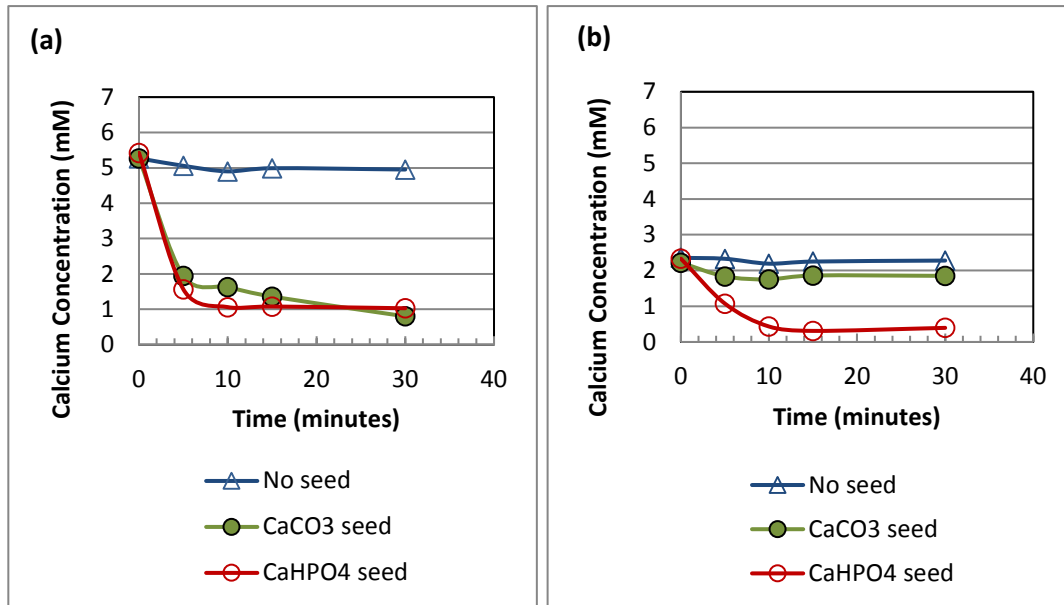 (a)
Calcium Concentration (mM)
7
6
5
4
3
2
1
0
0 10 20 30 40
Time (minutes)
No seed
CaCO3 seed
CaHPO4 seed
(b)
Calcium Concentration (mM)
7
6
5
4
3
2
1
0
0 10 20 30 40
Time (minutes)
No seed
CaCO3 seed
CaHPO4 seed